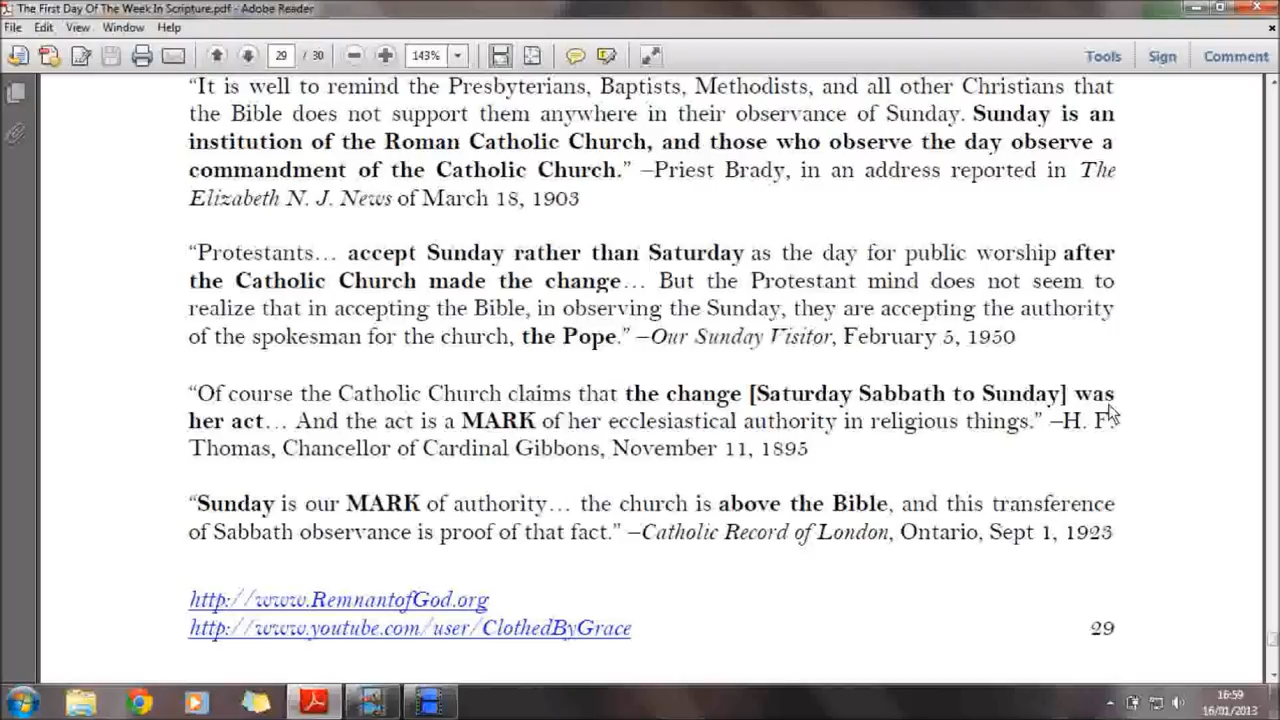 The First Day Of The Week In Scripture.pdf - Adobe Reader
File Edit View Window Help
29 / 30 143% Tools Sign Comment
“It is well to remind the Presbyterians, Baptists, Methodists, and all other Christians that
the Bible does not support them anywhere in their observance of Sunday. Sunday is an
institution of the Roman Catholic Church, and those who observe the day observe a
commandment of the Catholic Church.” –Priest Brady, in an address reported in The
Elizabeth N. J. News of March 18, 1903
“Protestants… accept Sunday rather than Saturday as the day for public worship after
the Catholic Church made the change… But the Protestant mind does not seem to
realize that in accepting the Bible, in observing the Sunday, they are accepting the authority
of the spokesman for the church, the Pope.” –Our Sunday Visitor, February 5, 1950
“Of course the Catholic Church claims that the change [Saturday Sabbath to Sunday] was
her act… And the act is a MARK of her ecclesiastical authority in religious things.” –H. F.
Thomas, Chancellor of Cardinal Gibbons, November 11, 1895
“Sunday is our MARK of authority… the church is above the Bible, and this transference
of Sabbath observance is proof of that fact.” –Catholic Record of London, Ontario, Sept 1, 1923
http://www.RemnantofGod.org
http://www.youtube.com/user/ClothedByGrace 29
16:59
16/01/2013